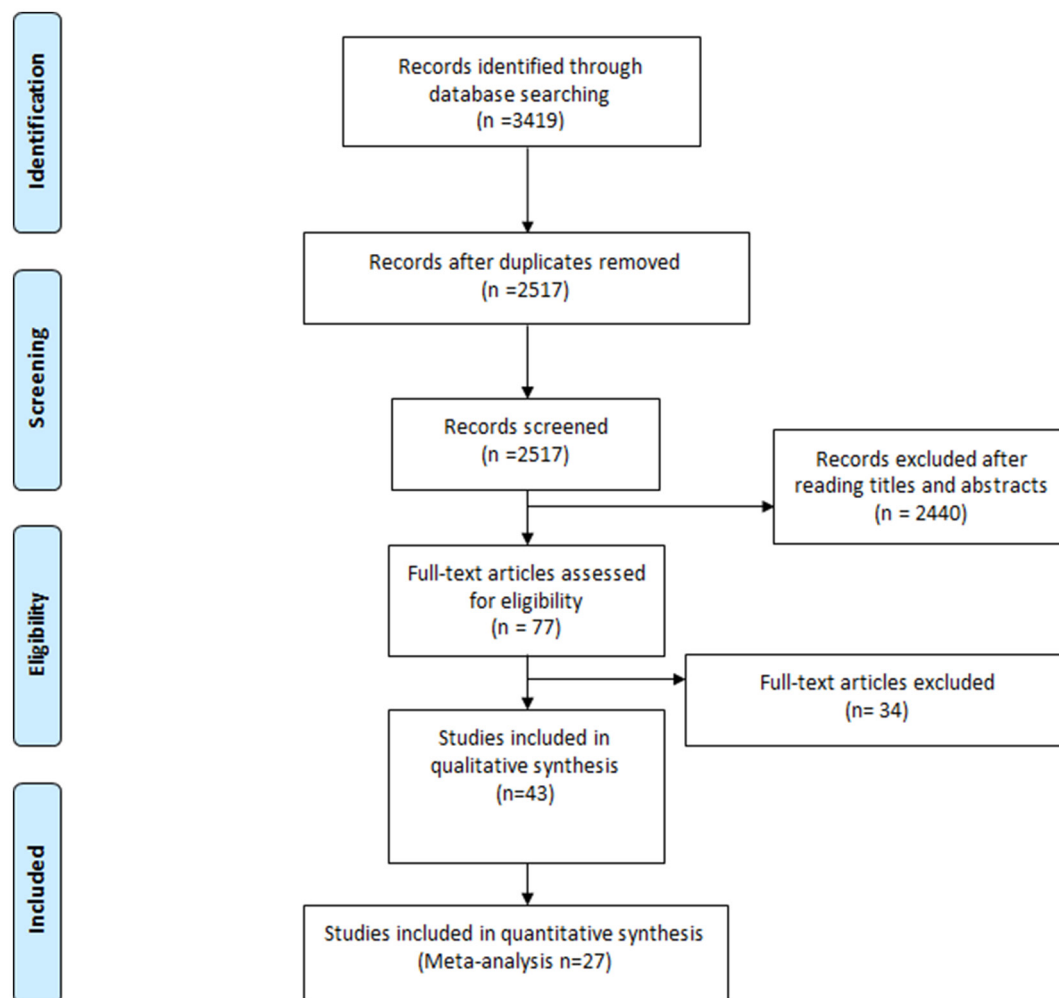 Identification
Records identified through
database searching
(n =3419)
Records after duplicates removed
(n =2517)
Screening
Records screened
(n =2517)
Records excluded after
reading titles and abstracts
(n = 2440)
Eligibility
Full-text articles assessed
for eligibility
(n = 77)
Full-text articles excluded
(n= 34)
Studies included in
qualitative synthesis
(n=43)
Included
Studies included in quantitative synthesis
(Meta-analysis n=27)